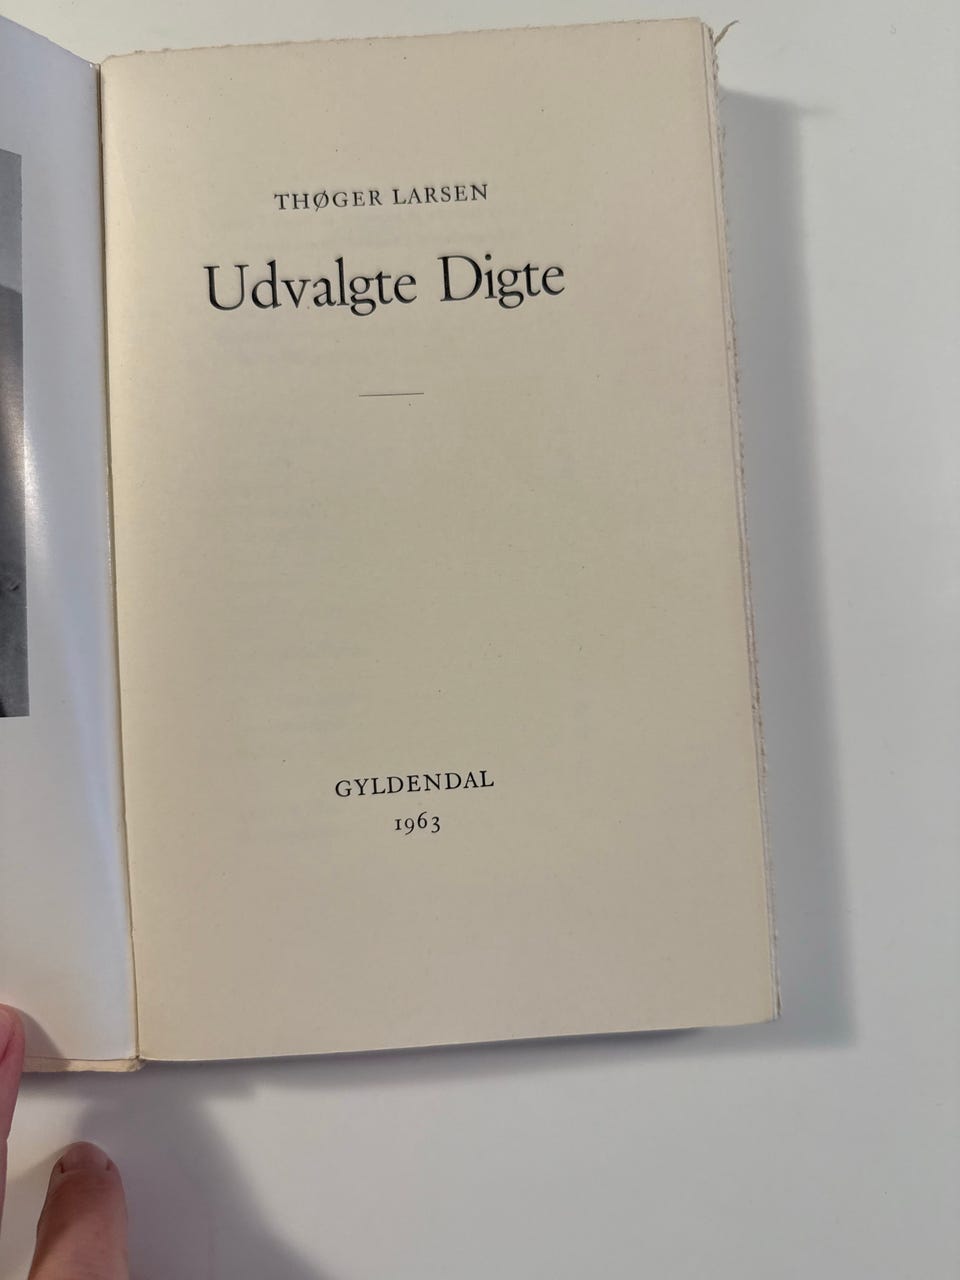 THØGER LARSEN
Udvalgte Digte
GYLDENDAL
1963